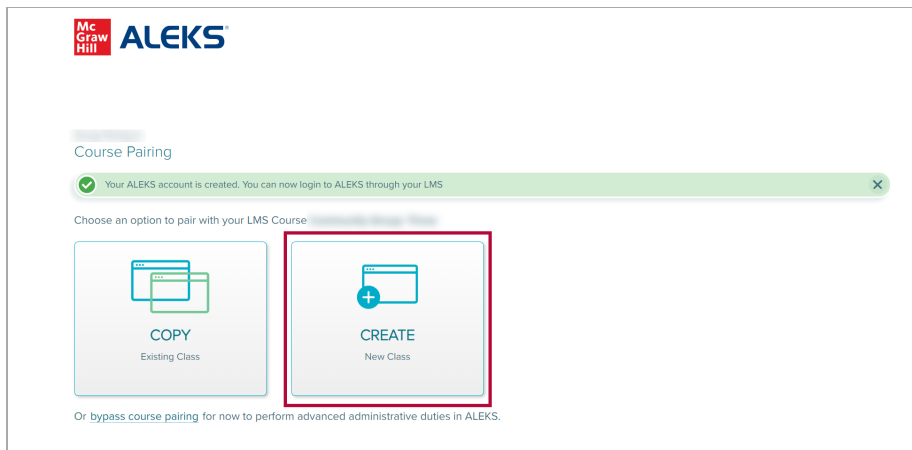 Mc
Graw
Hill
ALEKS®
Course Pairing
Your ALEKS account is created. You can now login to ALEKS through your LMS
Choose an option to pair with your LMS Course
COPY
Existing Class
CREATE
New Class
Or bypass course pairing for now to perform advanced administrative duties in ALEKS.